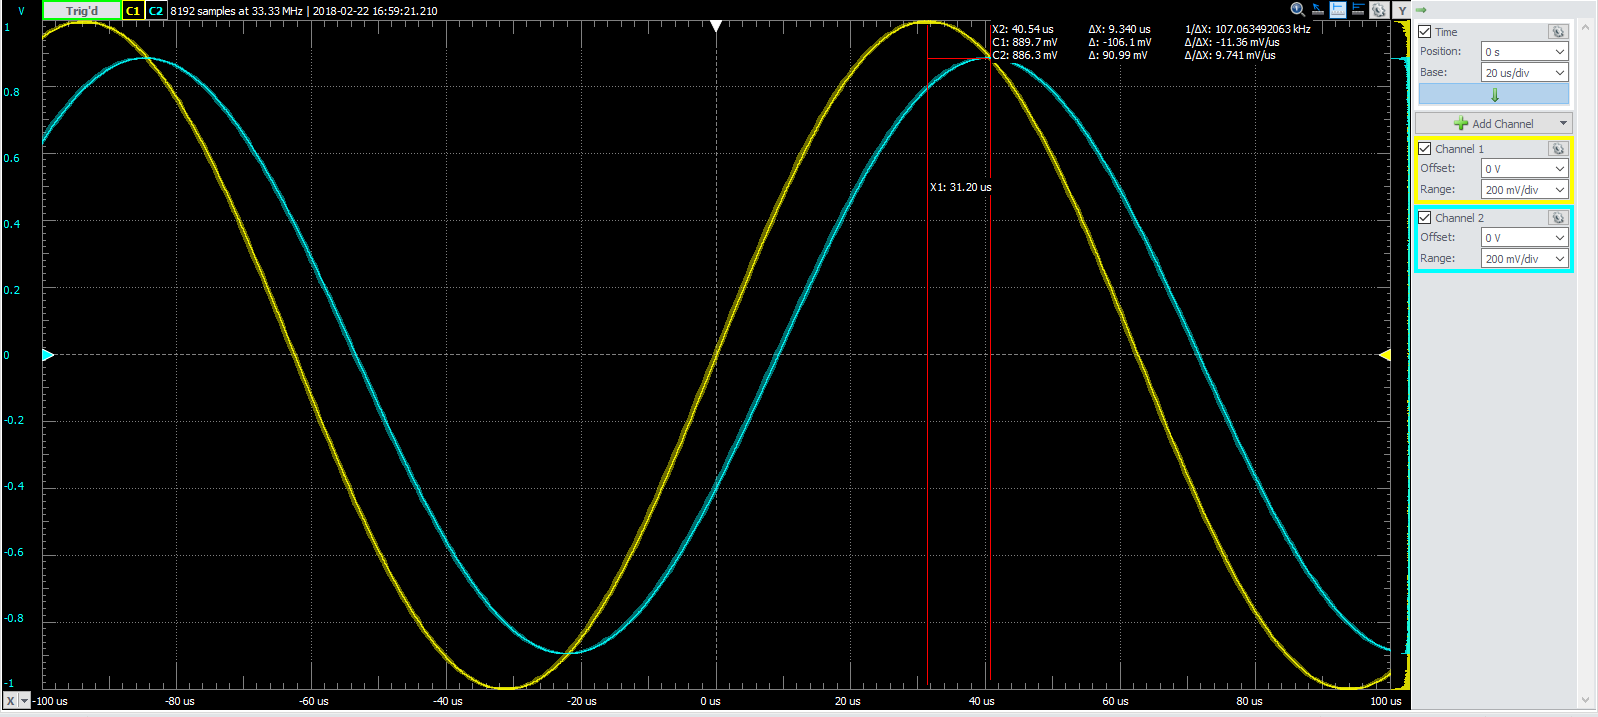 V Trig'd C1 C2 8192 samples at 33.33 MHz | 2018-02-22 16:59:21.210 Y
X2: 40.54 us ΔX: 9.340 us 1/ΔX: 107.063492063 kHz
C1: 889.7 mV Δ: -106.1 mV Δ/ΔX: -11.36 mV/us
C2: 886.3 mV Δ: 90.99 mV Δ/ΔX: 9.741 mV/us
X1: 31.20 us
1
0.8
0.6
0.4
0.2
0
-0.2
-0.4
-0.6
-0.8
-1
X -100 us -80 us -60 us -40 us -20 us 0 us 20 us 40 us 60 us 80 us 100 us
Time
Position: 0 s
Base: 20 us/div
Add Channel
Channel 1
Offset: 0 V
Range: 200 mV/div
Channel 2
Offset: 0 V
Range: 200 mV/div